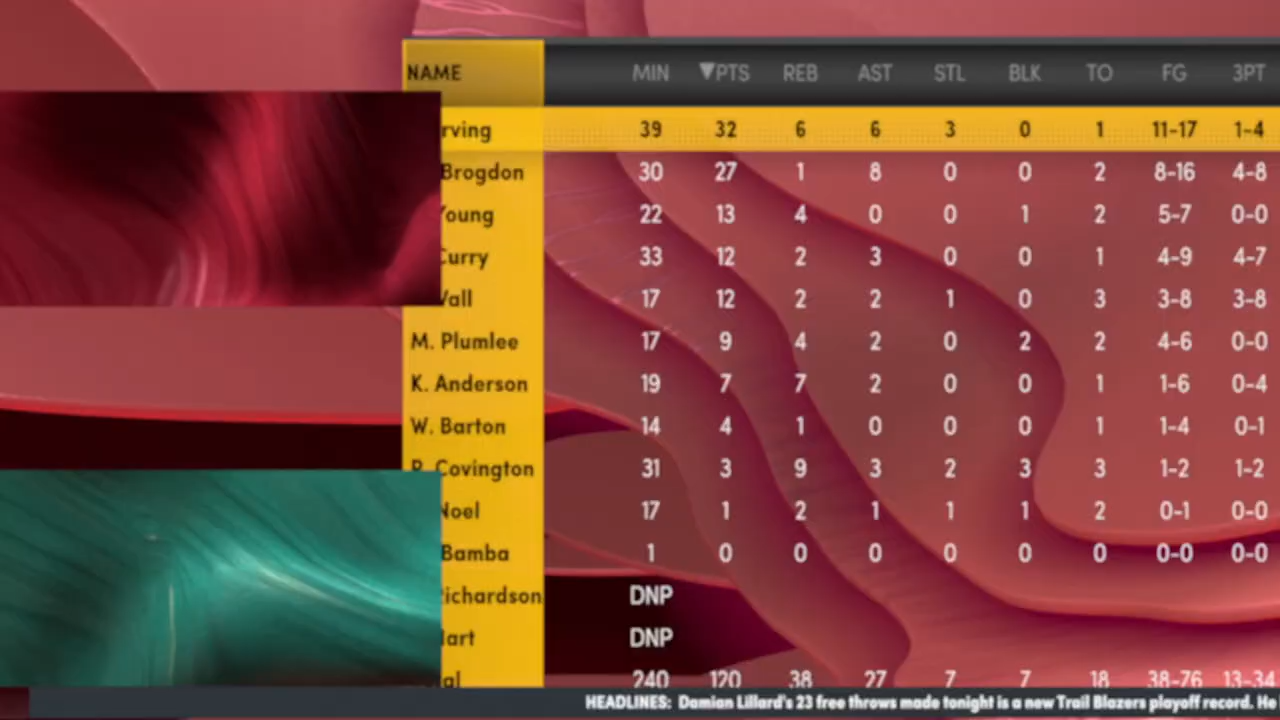 NAME MIN ▼PTS REB AST STL BLK TO FG 3PT
rving 39 32 6 6 3 0 1 11-17 1-4
Brogdon 30 27 1 8 0 0 2 8-16 4-8
Young 22 13 4 0 0 1 2 5-7 0-0
Curry 33 12 2 3 0 0 1 4-9 4-7
Wall 17 12 2 2 1 0 3 3-8 3-8
M. Plumlee 17 9 4 2 0 2 2 4-6 0-0
K. Anderson 19 7 7 2 0 0 1 1-6 0-4
W. Barton 14 4 1 0 0 0 1 1-4 0-1
R. Covington 31 3 9 3 2 3 3 1-2 1-2
Noel 17 1 2 1 1 1 2 0-1 0-0
Bamba 1 0 0 0 0 0 0 0-0 0-0
Richardson DNP
Hart DNP
al 240 120 38 27 7 7 18 38-76 13-34
HEADLINES: Damian Lillard's 23 free throws made tonight is a new Trail Blazers playoff record. He